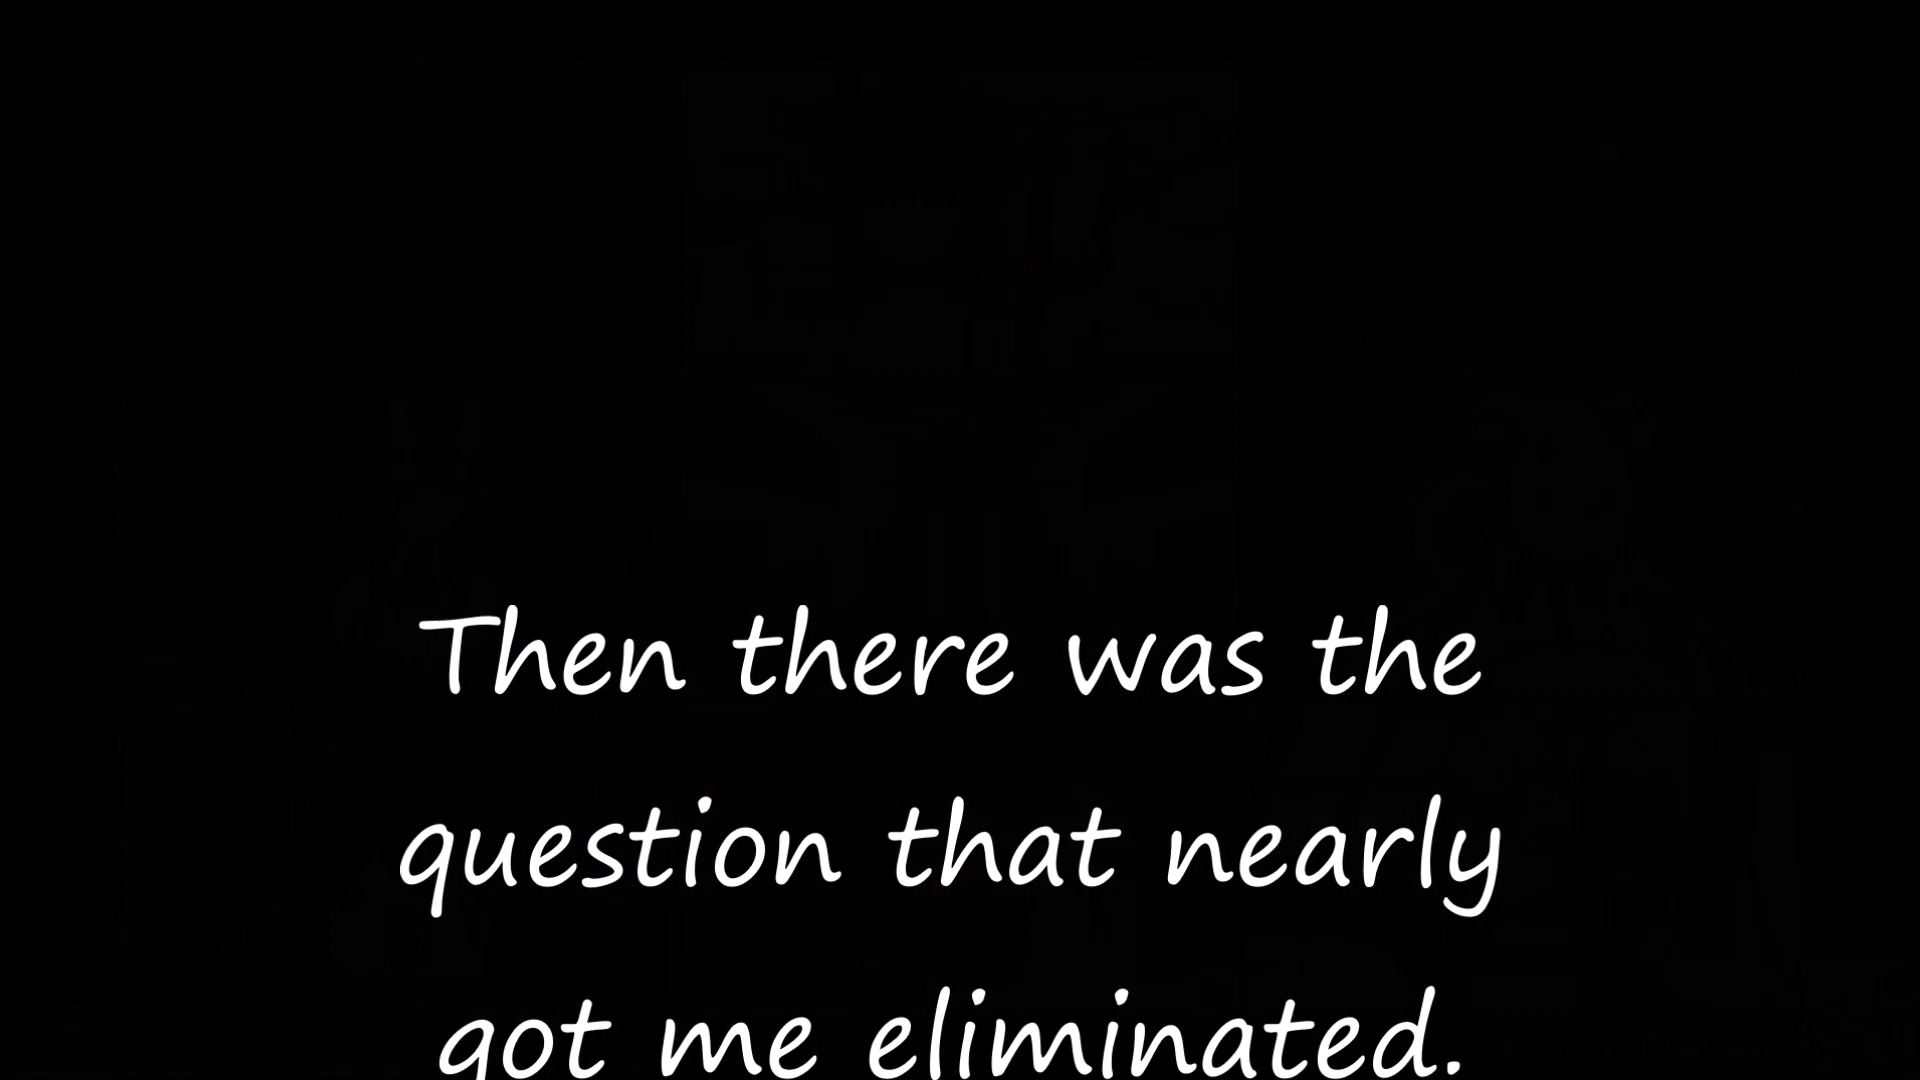 Then there was the
question that nearly
got me eliminated.